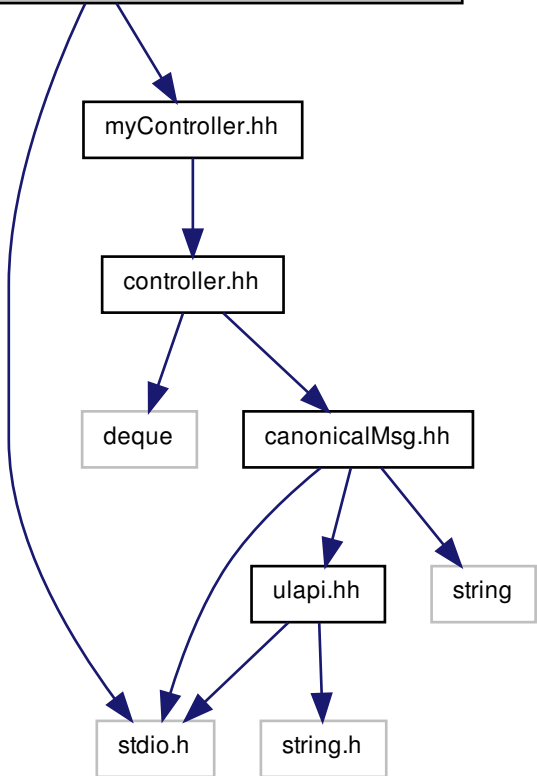 myController.hh
controller.hh
deque
canonicalMsg.hh
ulapi.hh
string
stdio.h
string.h